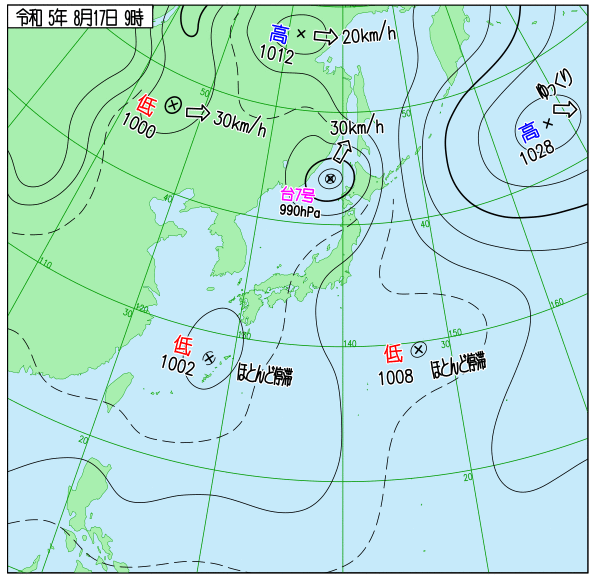 令和 5年 8月17日 9時
高
20km/h
1012
ゆっくり
50
低
1000
30km/h
50
高
1028
30km/h
台7号
990hPa
40
40
110
120
30
130
160
150
低
1002
ほとんど停滞
140
低
30
1008
ほとんど停滞
20
20